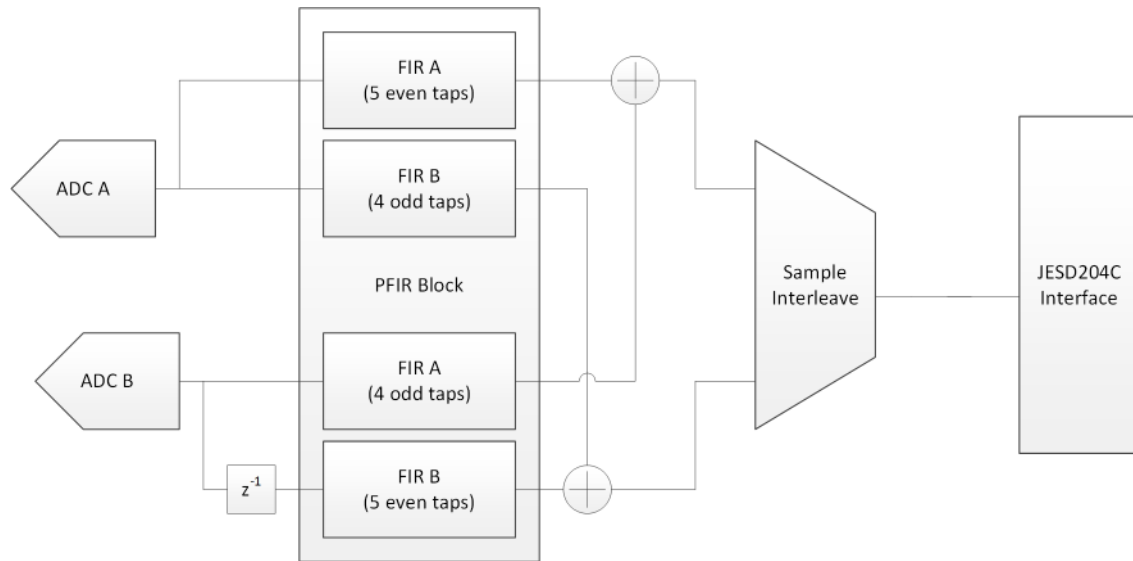 FIR A
(5 even taps)
ADC A
FIR B
(4 odd taps)
PFIR Block
Sample
Interleave
JESD204C
Interface
ADC B
FIR A
(4 odd taps)
z-1
FIR B
(5 even taps)